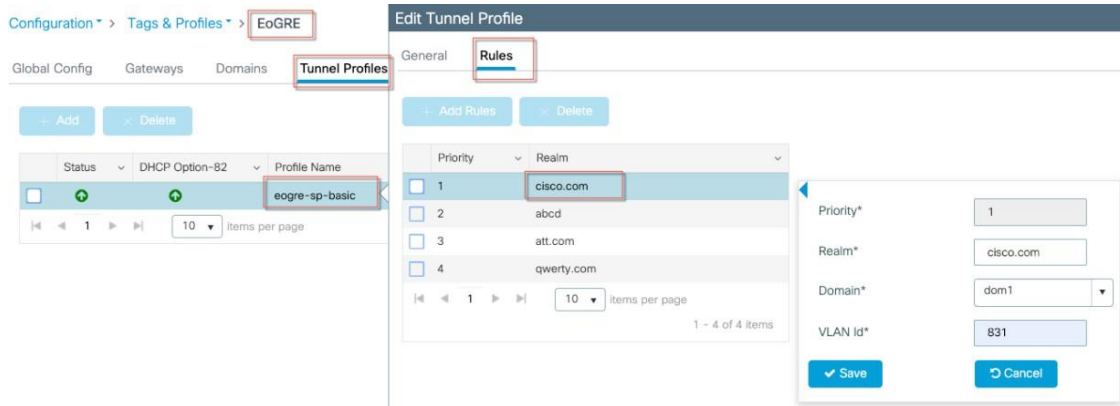 Configuration > Tags & Profiles > EoGRE
Global Config Gateways Domains Tunnel Profiles
+ Add × Delete
Status DHCP Option-82 Profile Name
eogre-sp-basic
1 10 items per page
Edit Tunnel Profile
General Rules
+ Add Rules × Delete
Priority Realm
1 cisco.com
2 abcd
3 att.com
4 qwerty.com
1 10 items per page
1 - 4 of 4 items
Priority* 1
Realm* cisco.com
Domain* dom1
VLAN Id* 831
Save Cancel